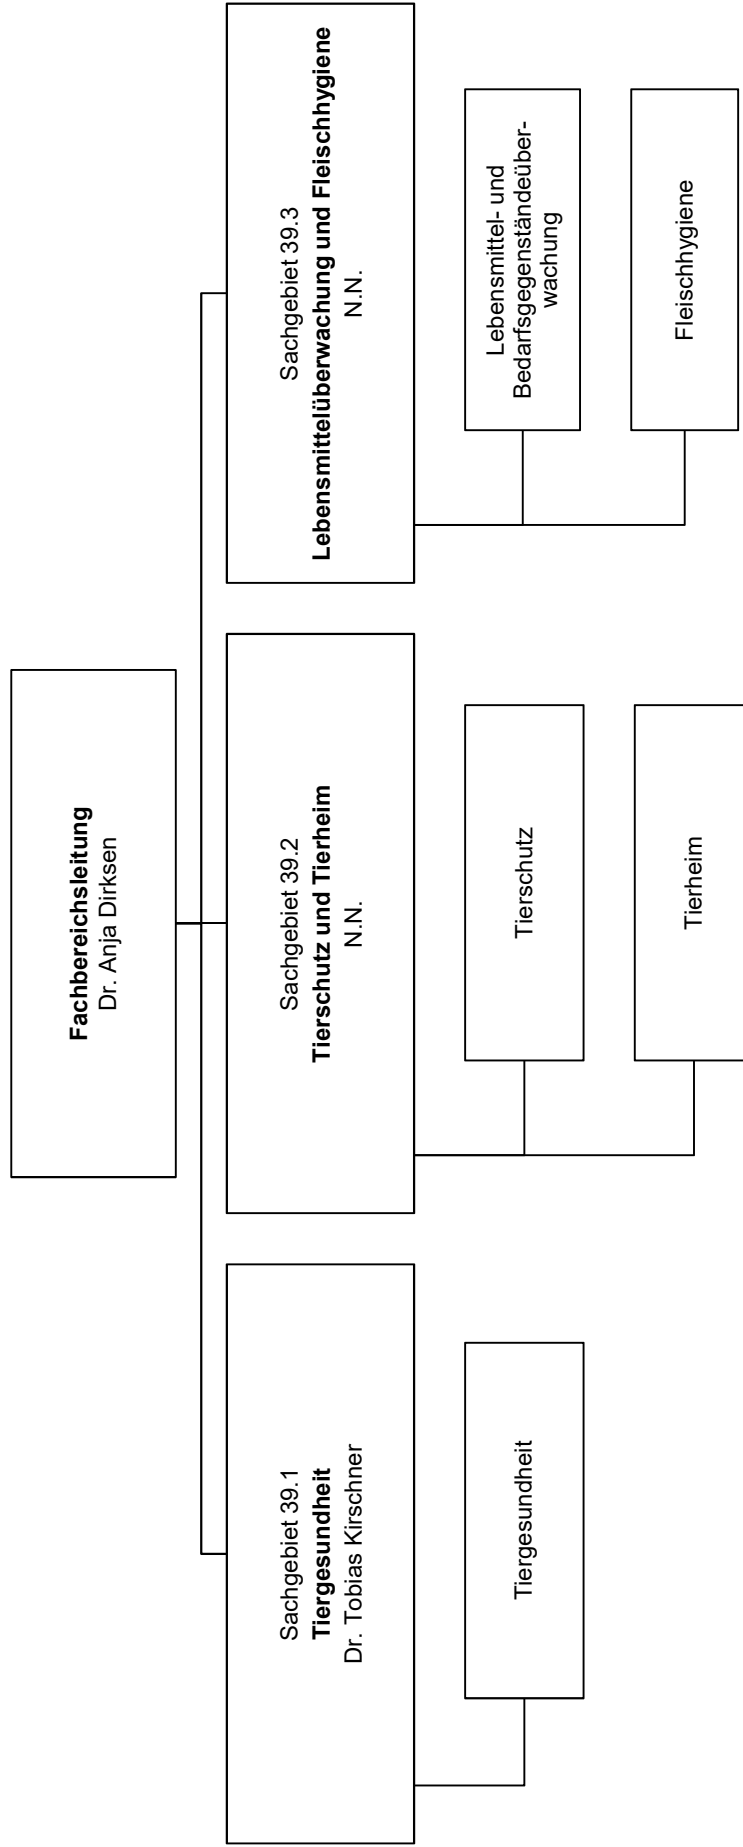 Fachbereichsleitung
Dr. Anja Dirksen
Sachgebiet 39.1
Tiergesundheit
Dr. Tobias Kirschner
Tiergesundheit
Sachgebiet 39.2
Tierschutz und Tierheim
N.N.
Tierschutz
Tierheim
Sachgebiet 39.3
Lebensmittelüberwachung und Fleischhygiene
N.N.
Lebensmittel- und
Bedarfsgegenständeüber-
wachung
Fleischhygiene